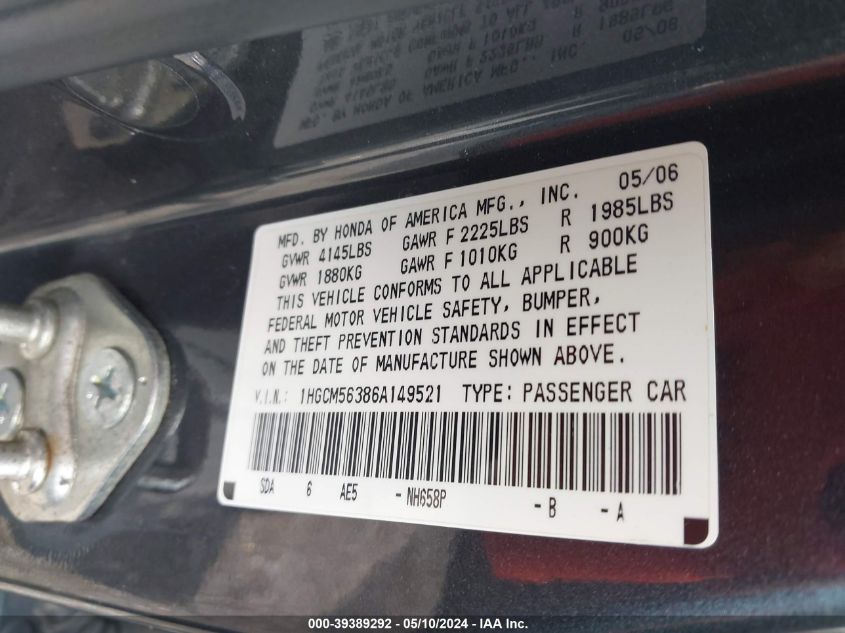 MFD. BY HONDA OF AMERICA MFG., INC. 05/06
GVWR 4145LBS GAWR F 2225LBS R 1985LBS
GVWR 1880KG GAWR F 1010KG R 900KG
THIS VEHICLE CONFORMS TO ALL APPLICABLE
FEDERAL MOTOR VEHICLE SAFETY, BUMPER,
AND THEFT PREVENTION STANDARDS IN EFFECT
ON THE DATE OF MANUFACTURE SHOWN ABOVE.
V.I.N.: 1HGCM56386A149521 TYPE: PASSENGER CAR
SDA 6 AE5 -NH658P -B -A
000-39389292 - 05/10/2024 - IAA Inc.